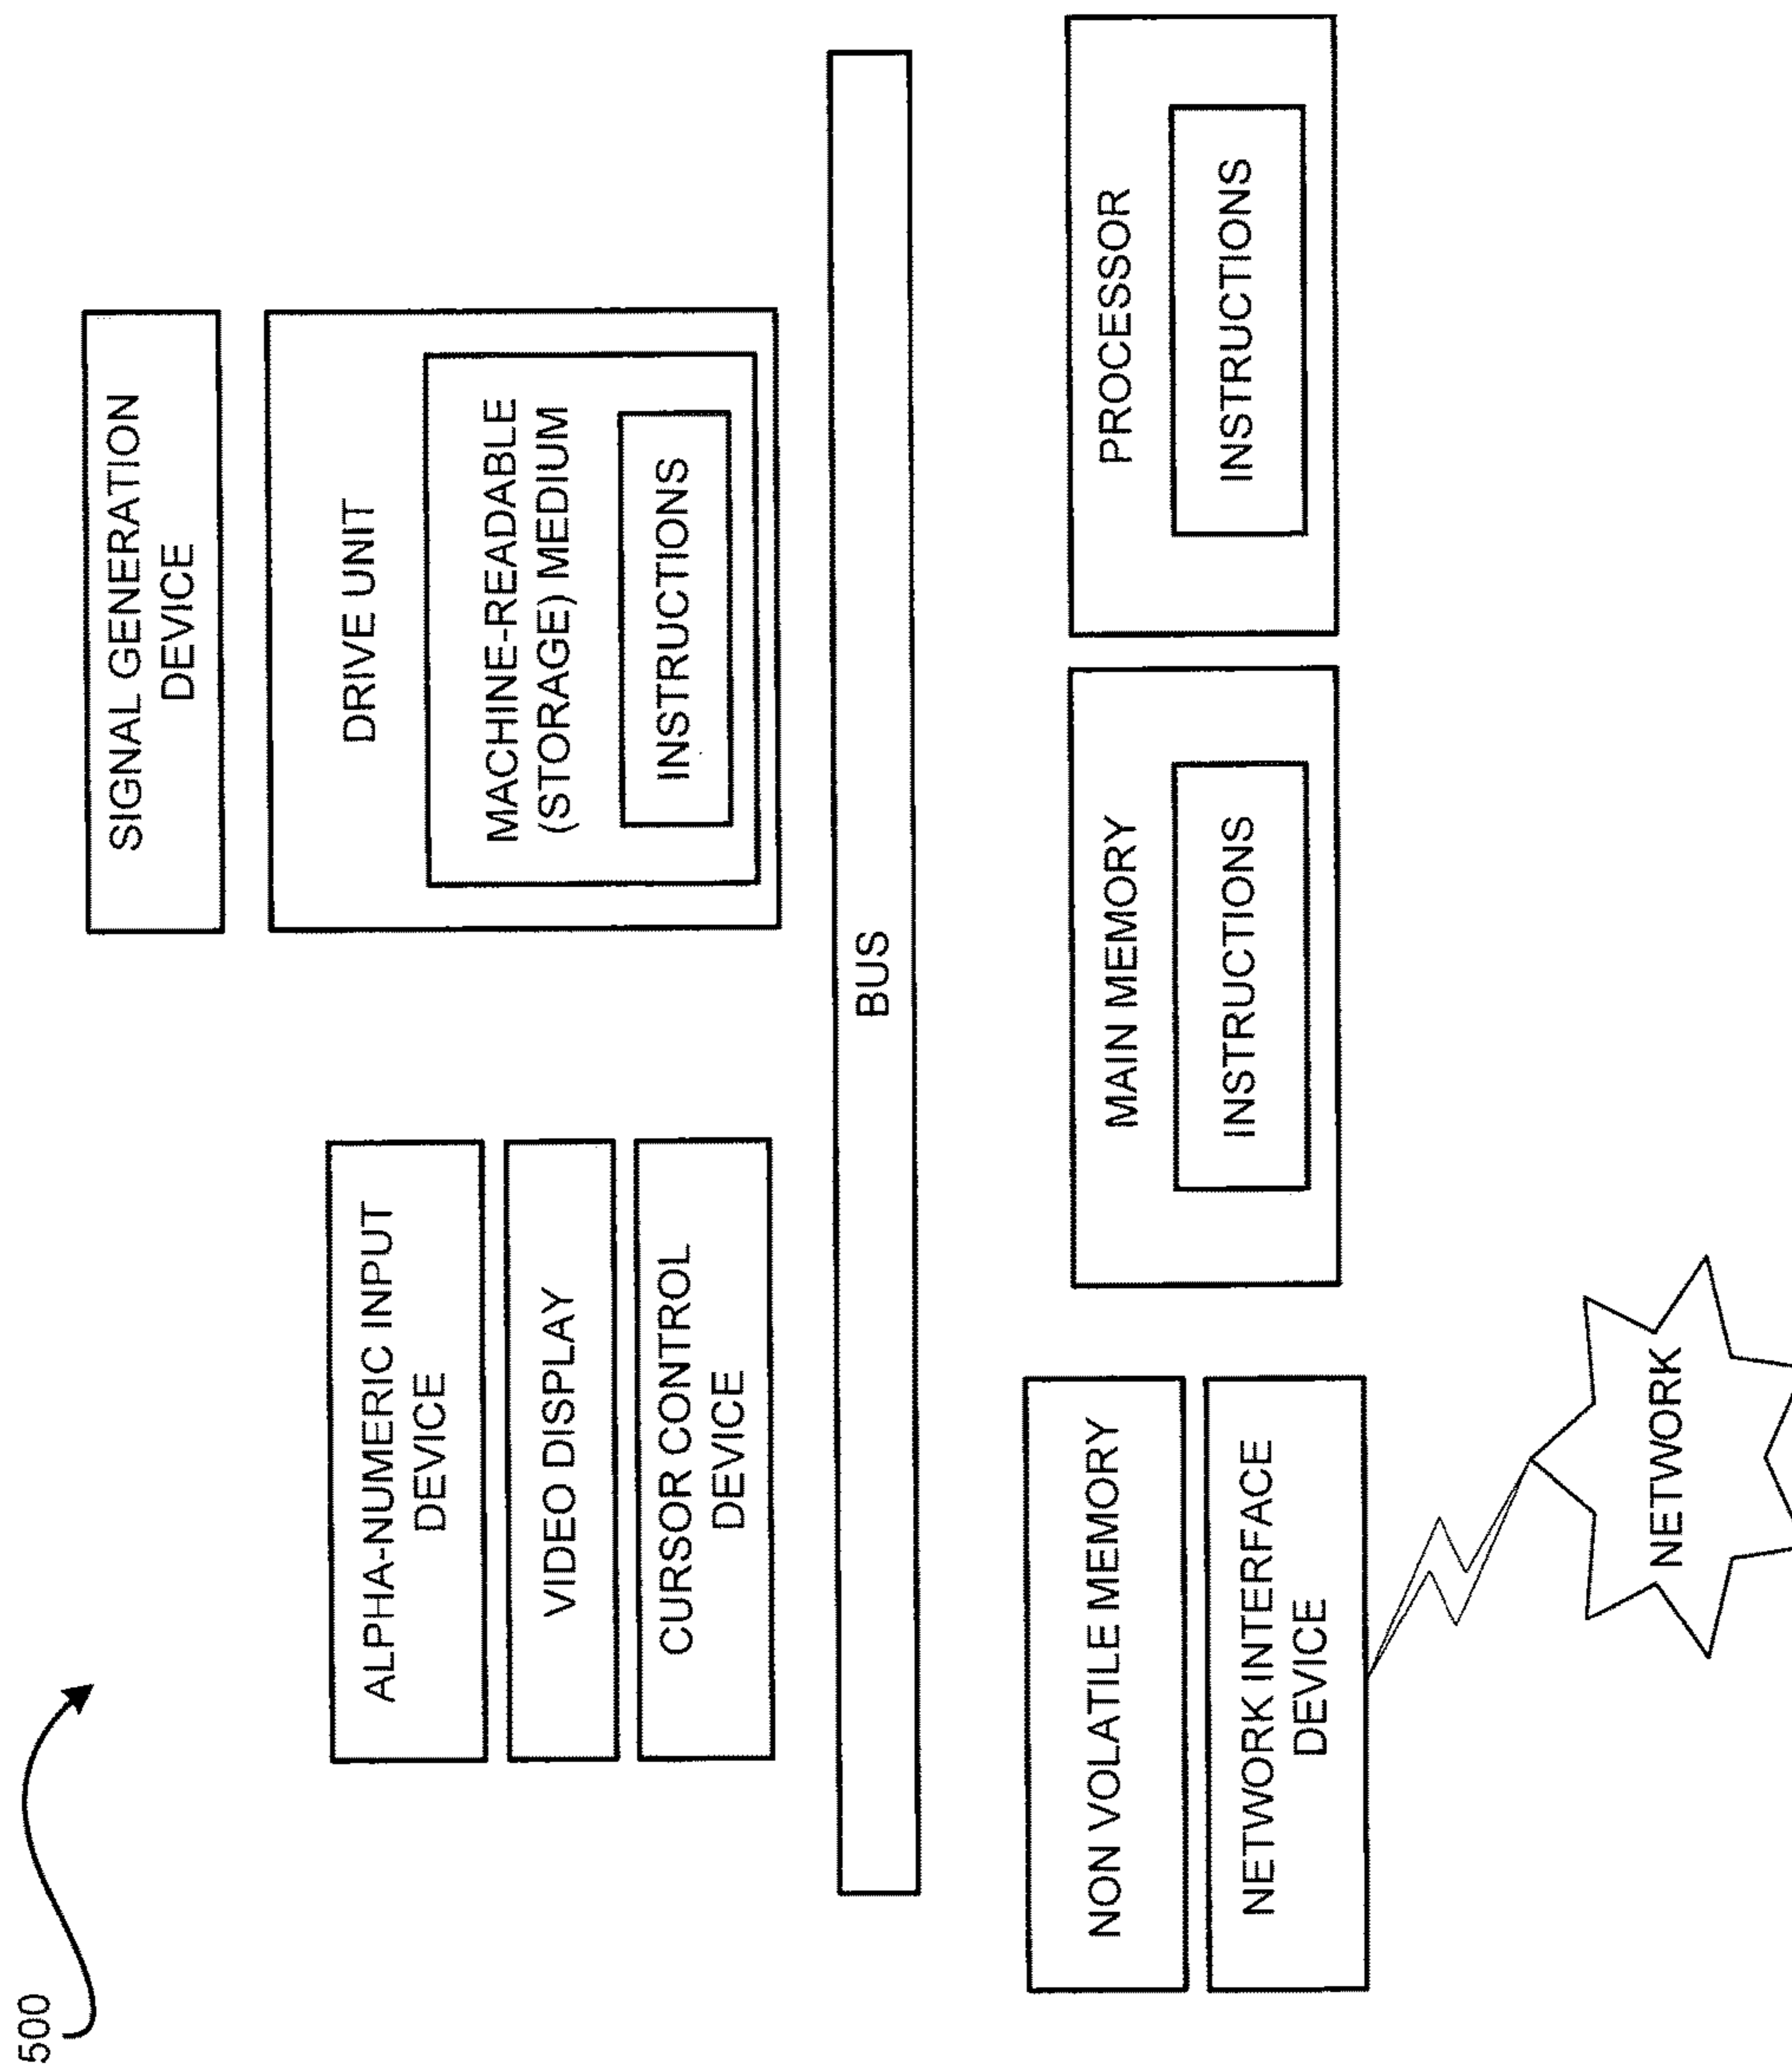 500
SIGNAL GENERATION
DEVICE
DRIVE UNIT
MACHINE-READABLE
(STORAGE) MEDIUM
INSTRUCTIONS
ALPHA-NUMERIC INPUT
DEVICE
VIDEO DISPLAY
CURSOR CONTROL
DEVICE
BUS
PROCESSOR
INSTRUCTIONS
MAIN MEMORY
INSTRUCTIONS
NON VOLATILE MEMORY
NETWORK INTERFACE
DEVICE
NETWORK